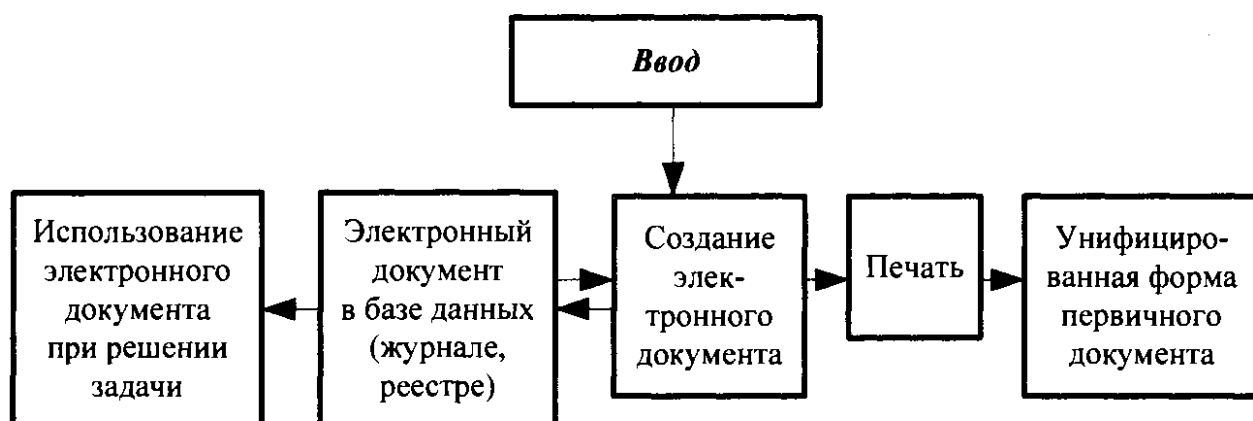 Ввод
Использование
электронного
документа
при решении
задачи
Электронный
документ
в базе данных
(журнале,
реестре)
Создание
элек-
тронного
документа
Печать
Унифициро-
ванная форма
первичного
документа